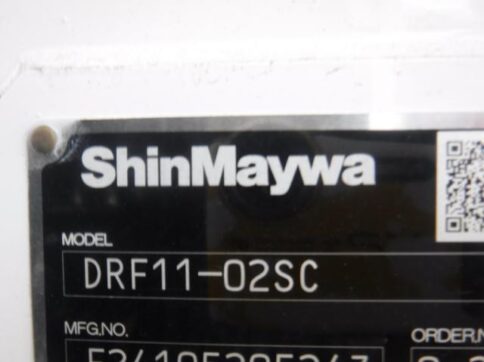 ShinMaywa
MODEL
DRF11-02SC
MFG.NO.
ORDER.N